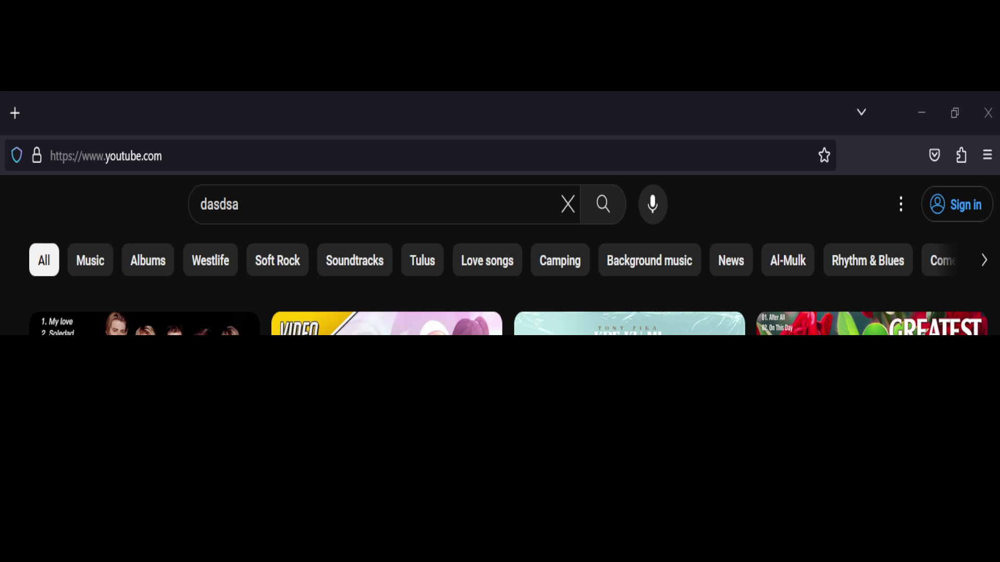 https://www.youtube.com
dasdsa
Sign in
All Music Albums Westlife Soft Rock Soundtracks Tulus Love songs Camping Background music News Al-Mulk Rhythm & Blues Come
1. My love
2. Soledad
VIDEO
TONY FIKA
01. After All
02. On This Day
GREATEST